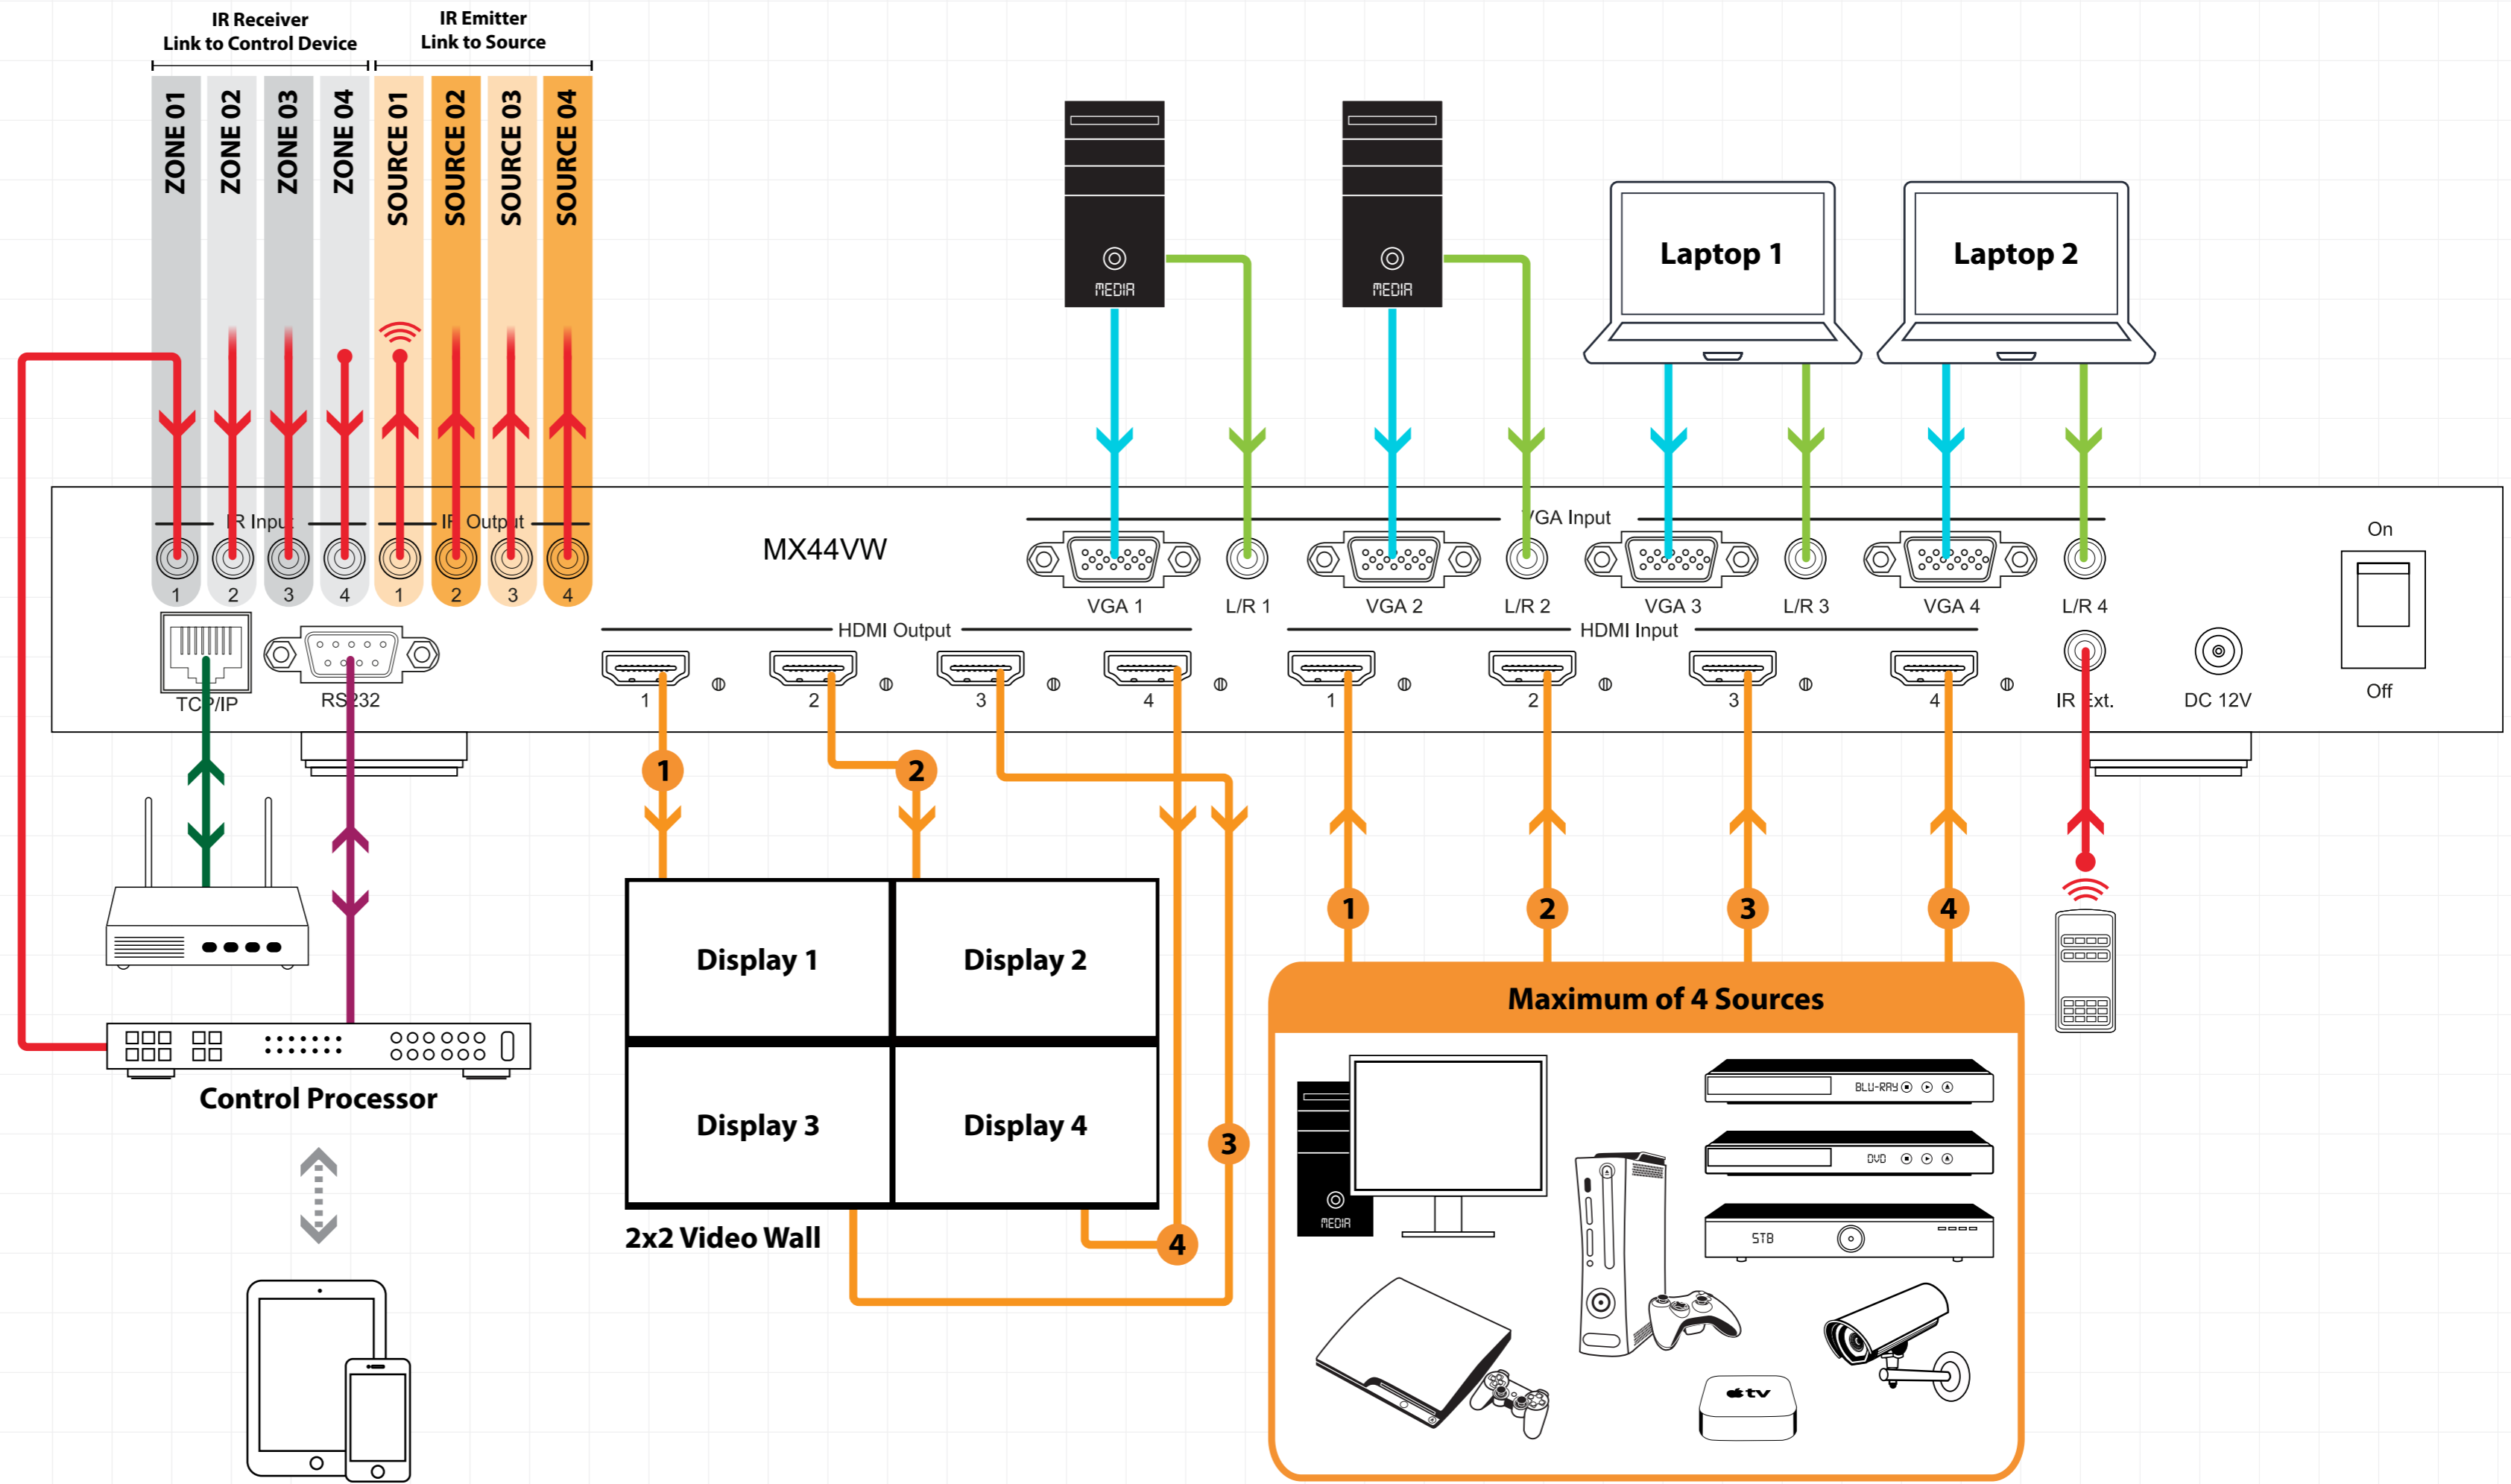 IR Receiver
Link to Control Device
IR Emitter
Link to Source
ZONE 01
ZONE 02
ZONE 03
ZONE 04
SOURCE 01
SOURCE 02
SOURCE 03
SOURCE 04
MEDIA
MEDIA
Laptop 1
Laptop 2
IR Input
IR Output
MX44VW
VGA Input
On
1
2
3
4
1
2
3
4
VGA 1
L/R 1
VGA 2
L/R 2
VGA 3
L/R 3
VGA 4
L/R 4
HDMI Output
HDMI Input
TCP/IP
RS232
1
2
3
4
1
2
3
4
IR Ext.
DC 12V
Off
1
2
1
2
3
4
Display 1
Display 2
Display 3
Display 4
3
4
2x2 Video Wall
Control Processor
Maximum of 4 Sources
MEDIA
BLU-RAY
DVD
STB
tv